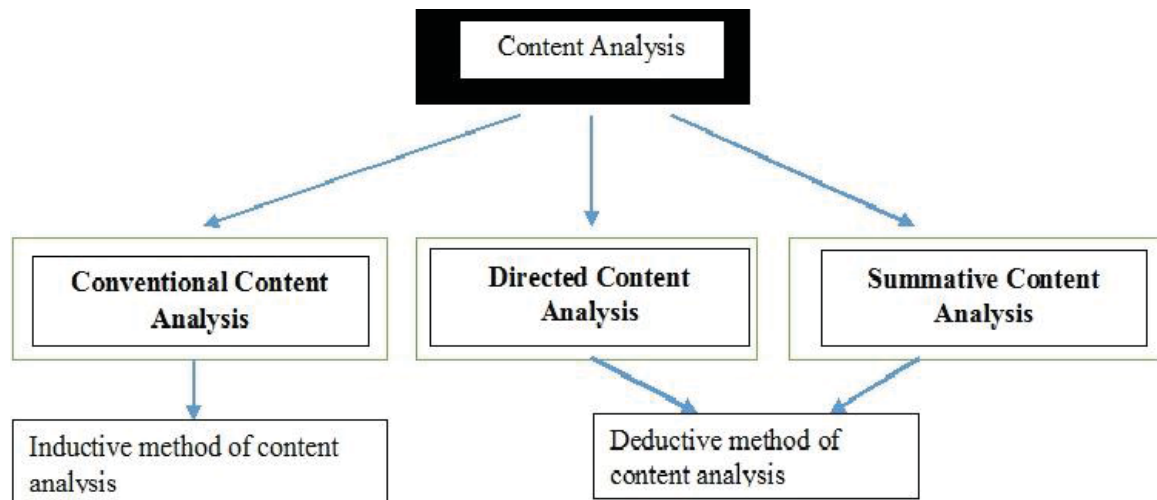 Content Analysis
Conventional Content
Analysis
Directed Content
Analysis
Summative Content
Analysis
Inductive method of content
analysis
Deductive method of
content analysis